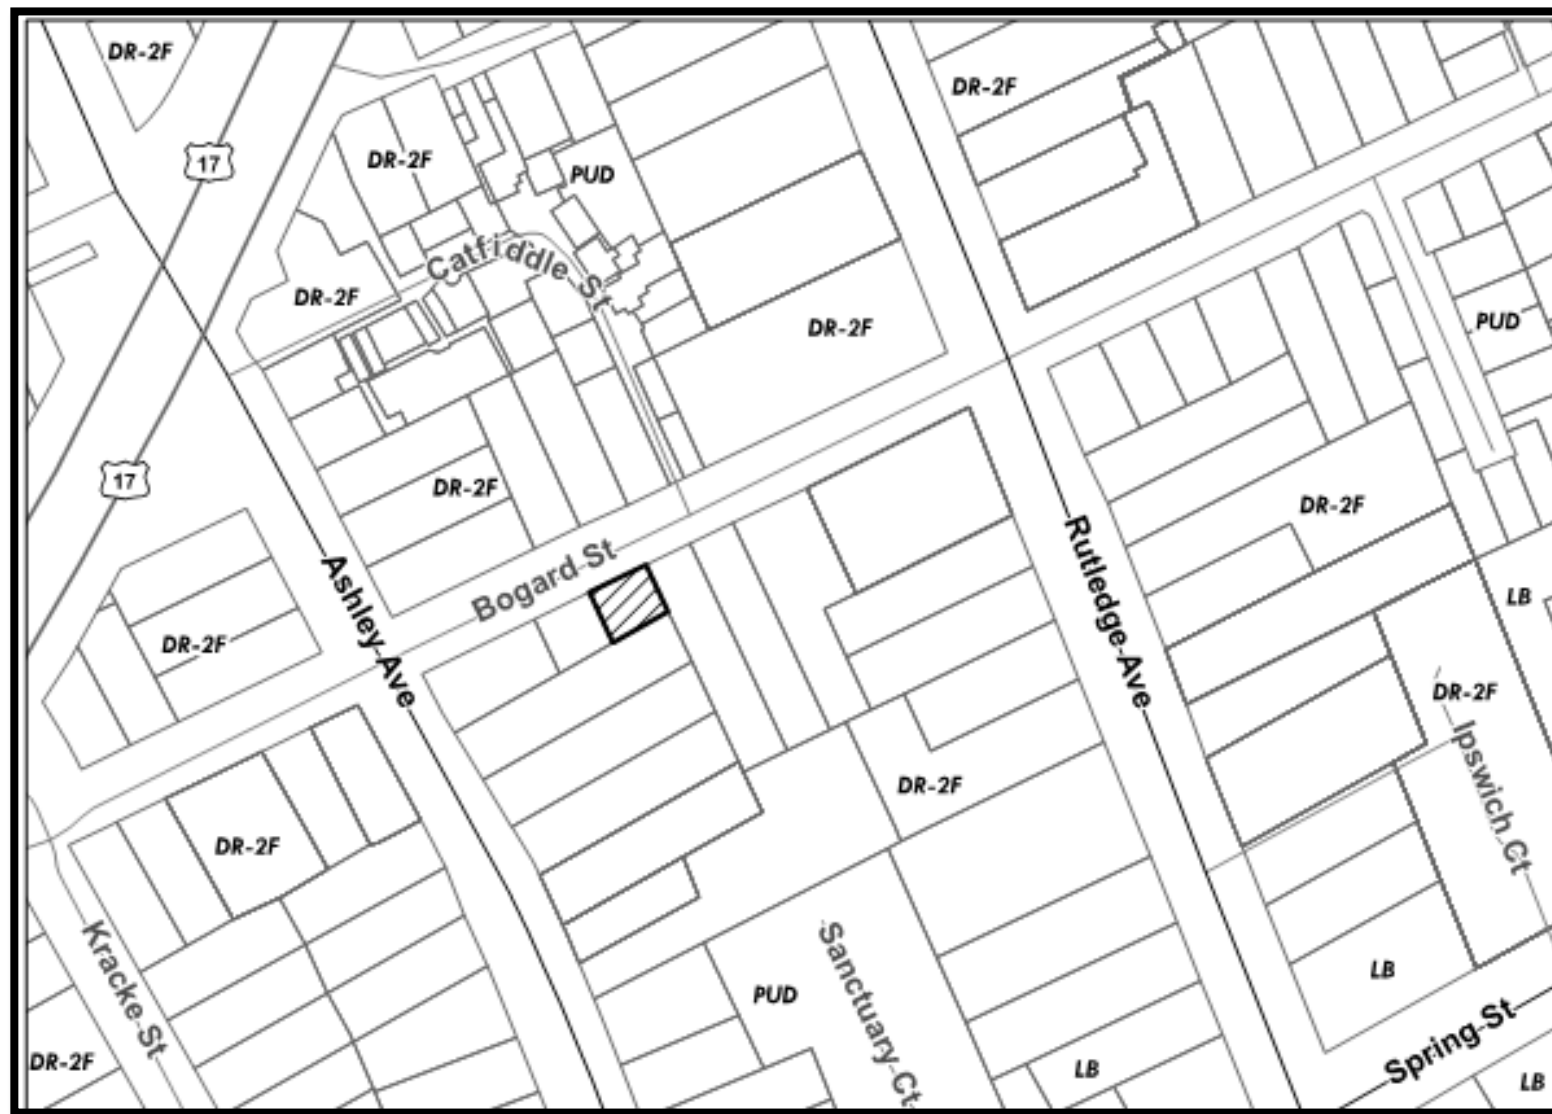 DR-2F
DR-2F
17
DR-2F
PUD
Catfiddle St
DR-2F
DR-2F
PUD
17
DR-2F
DR-2F
Bogard St
Ashley Ave
Rutledge Ave
LB
DR-2F
DR-2F
Ipswich Ct
DR-2F
DR-2F
Kracke St
Sanctuary Ct
PUD
LB
Spring St
DR-2F
LB
LB